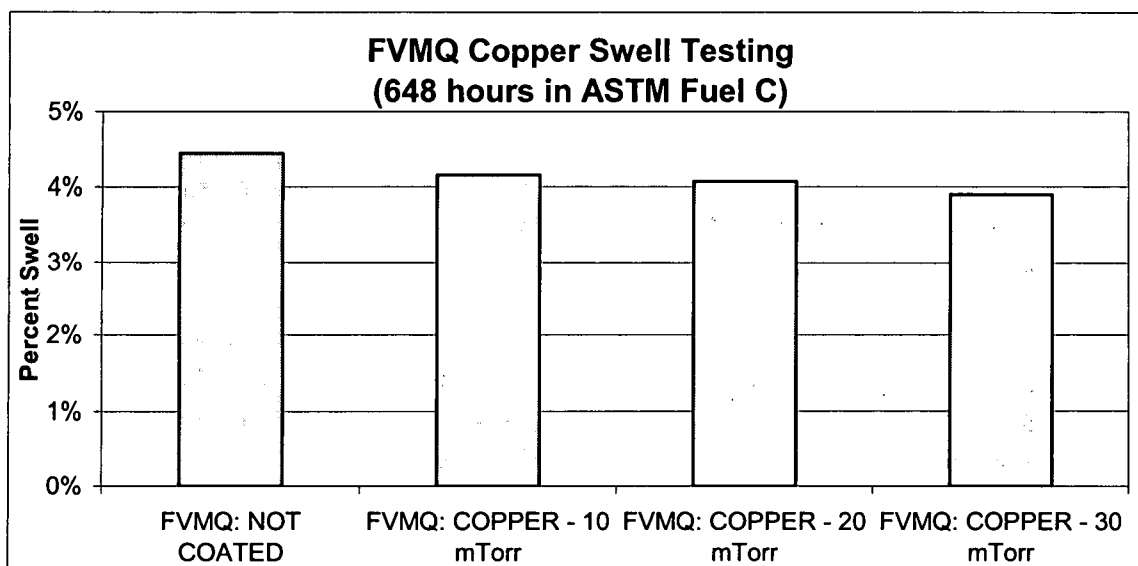 FVMQ Copper Swell Testing
(648 hours in ASTM Fuel C)
5%
4%
3%
2%
1%
0%
Percent Swell
FVMQ: NOT
COATED
FVMQ: COPPER - 10
mTorr
FVMQ: COPPER - 20
mTorr
FVMQ: COPPER - 30
mTorr